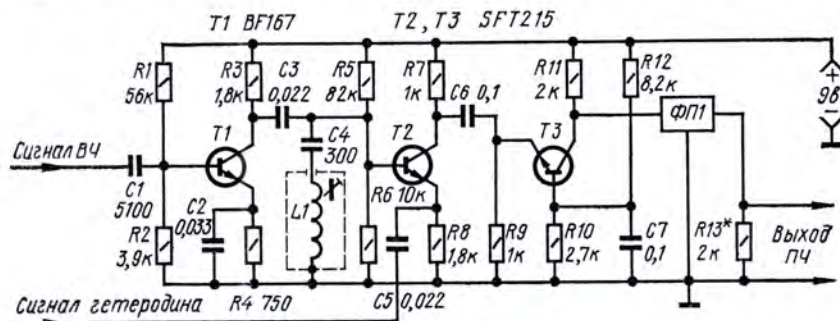 T1 BF167
T2, T3 SFT215
R1
56к
R3
1,8к
C3
0,022
R5
82к
R7
1к
C6 0,1
R11
2к
R12
8,2к
+
9В
−
ФП1
T1
C4
300
T2
T3
Сигнал ВЧ
C1
5100
C2
0,033
L1
R6 10к
R2
3,9к
R8
1,8к
R9
1к
R10
2,7к
C7
0,1
R13*
2к
Выход
ПЧ
Сигнал гетеродина
R4 750
C5 0,022